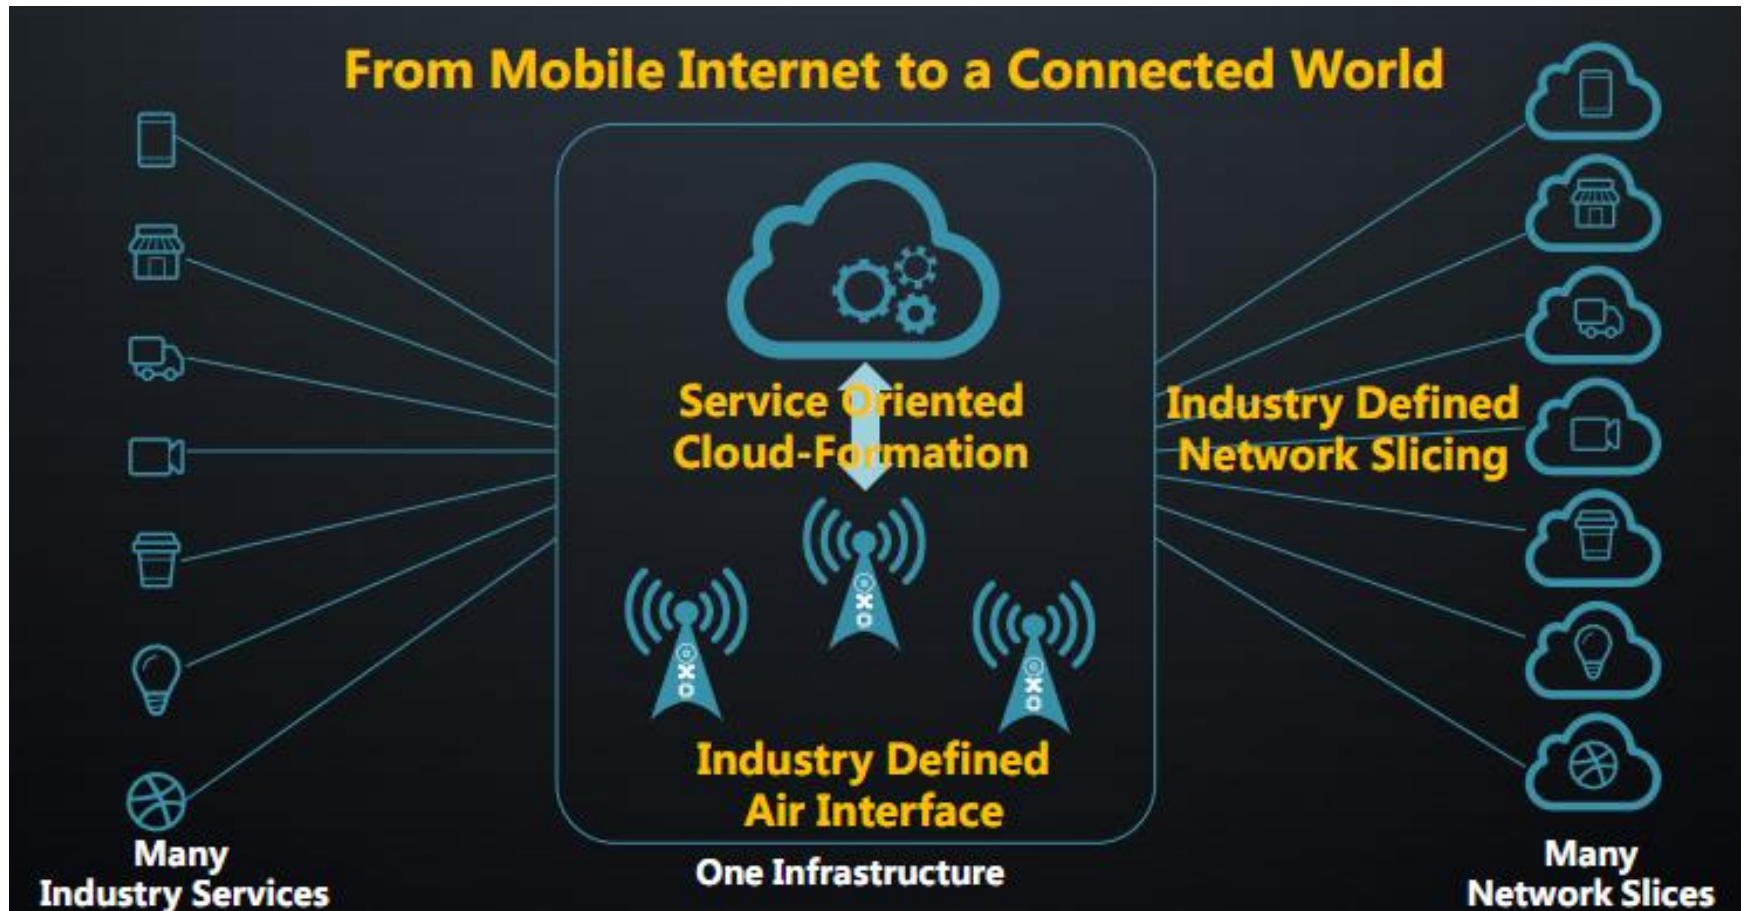 From Mobile Internet to a Connected World
Service Oriented
Cloud-Formation
Industry Defined
Network Slicing
Industry Defined
Air Interface
Many
Industry Services
One Infrastructure
Many
Network Slices